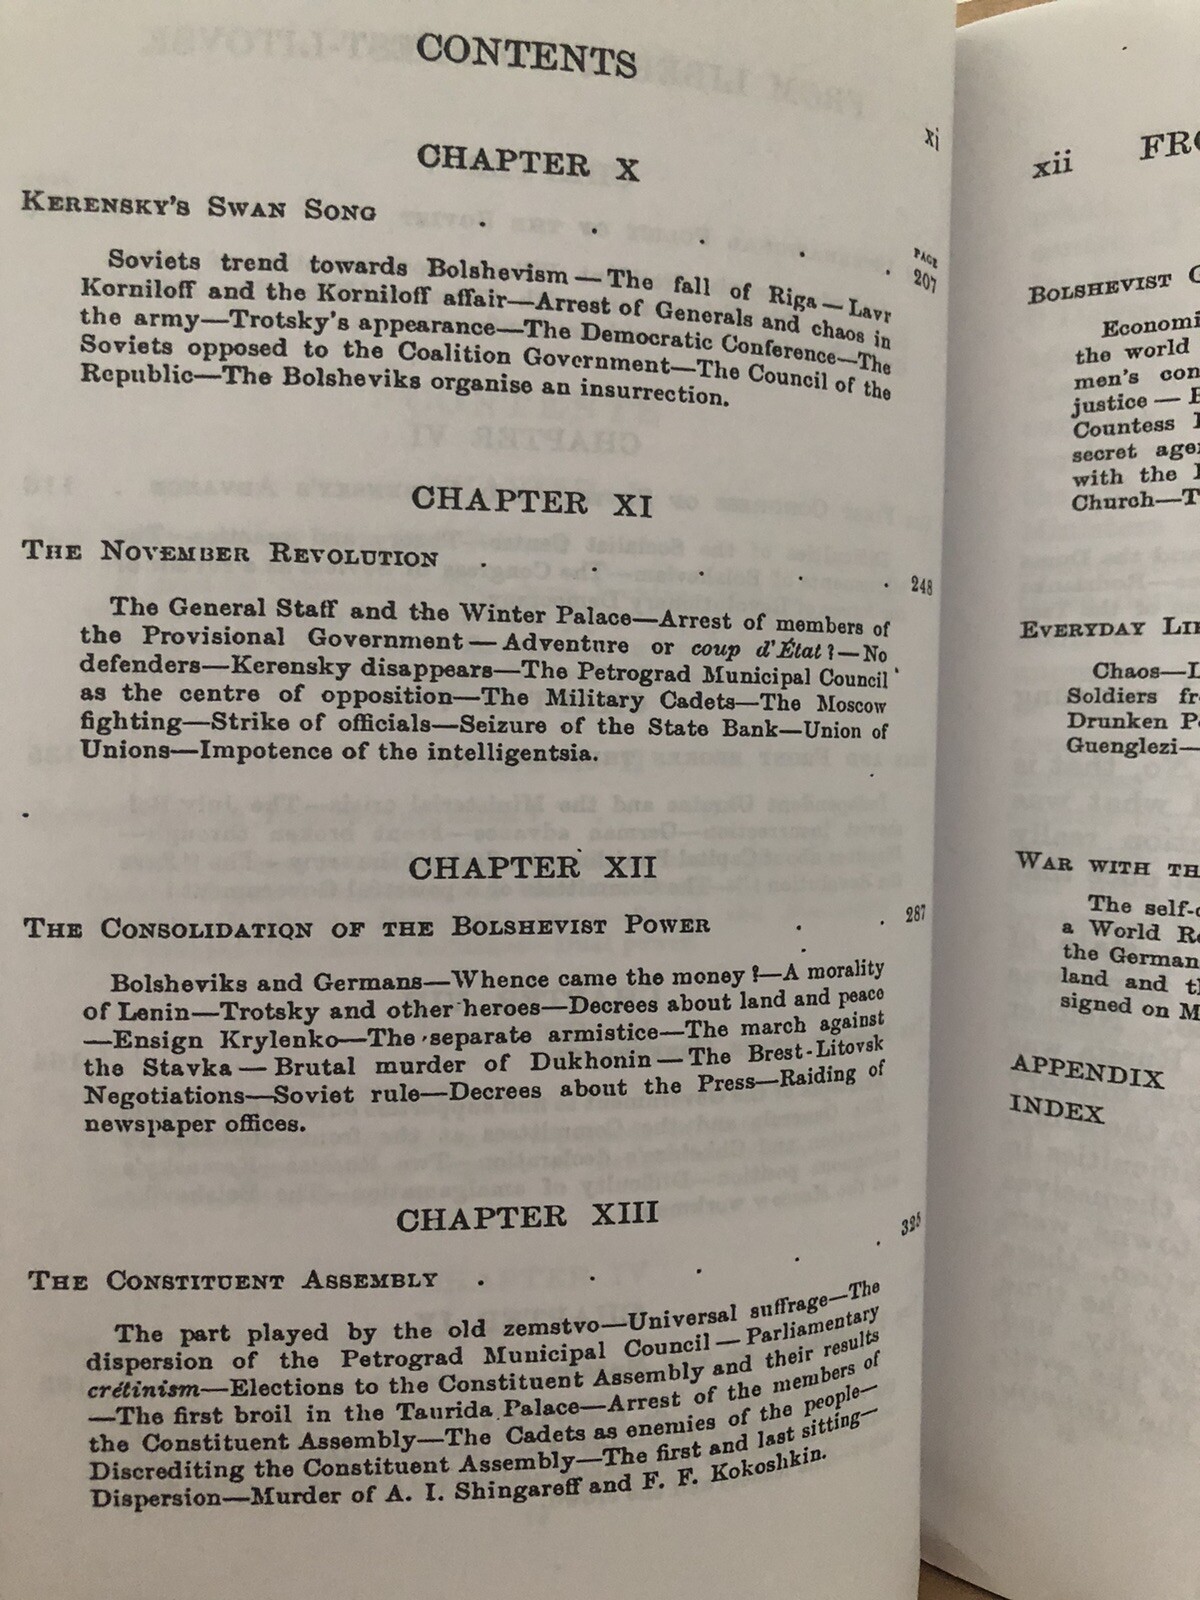 CONTENTS
xi
CHAPTER X
PAGE
KERENSKY'S SWAN SONG . . . . . 207
Soviets trend towards Bolshevism—The fall of Riga—Lavr
Korniloff and the Korniloff affair—Arrest of Generals and chaos in
the army—Trotsky's appearance—The Democratic Conference—The
Soviets opposed to the Coalition Government—The Council of the
Republic—The Bolsheviks organise an insurrection.
CHAPTER XI
THE NOVEMBER REVOLUTION . . . . . 248
The General Staff and the Winter Palace—Arrest of members of
the Provisional Government—Adventure or coup d'État?—No
defenders—Kerensky disappears—The Petrograd Municipal Council
as the centre of opposition—The Military Cadets—The Moscow
fighting—Strike of officials—Seizure of the State Bank—Union of
Unions—Impotence of the intelligentsia.
CHAPTER XII
THE CONSOLIDATION OF THE BOLSHEVIST POWER . . 287
Bolsheviks and Germans—Whence came the money?—A morality
of Lenin—Trotsky and other heroes—Decrees about land and peace
—Ensign Krylenko—The separate armistice—The march against
the Stavka—Brutal murder of Dukhonin—The Brest-Litovsk
Negotiations—Soviet rule—Decrees about the Press—Raiding of
newspaper offices.
CHAPTER XIII
THE CONSTITUENT ASSEMBLY . . . . . 325
The part played by the old zemstvo—Universal suffrage—The
dispersion of the Petrograd Municipal Council—Parliamentary
crétinism—Elections to the Constituent Assembly and their results
—The first broil in the Taurida Palace—Arrest of the members of
the Constituent Assembly—The Cadets as enemies of the people—
Discrediting the Constituent Assembly—The first and last sitting—
Dispersion—Murder of A. I. Shingareff and F. F. Kokoshkin.
xii FRO
BOLSHEVIST
Economi
the world
men's con
justice —
Countess
secret age
with the
Church—T
EVERYDAY LI
Chaos—L
Soldiers fr
Drunken P
Guenglezi—
WAR WITH TH
The self-
a World R
the German
land and t
signed on M
APPENDIX
INDEX